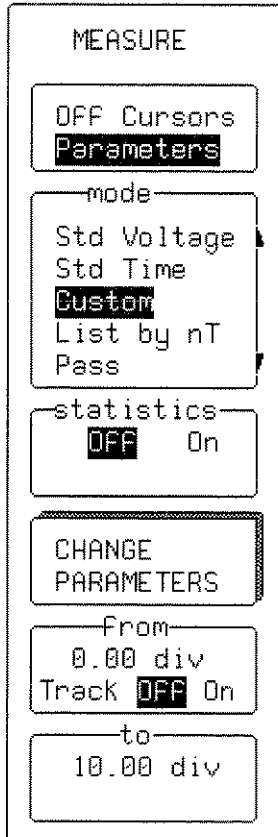 MEASURE
OFF Cursors
Parameters
mode
Std Voltage
Std Time
Custom
List by nT
Pass
statistics
OFF On
CHANGE
PARAMETERS
from
0.00 div
Track OFF On
to
10.00 div